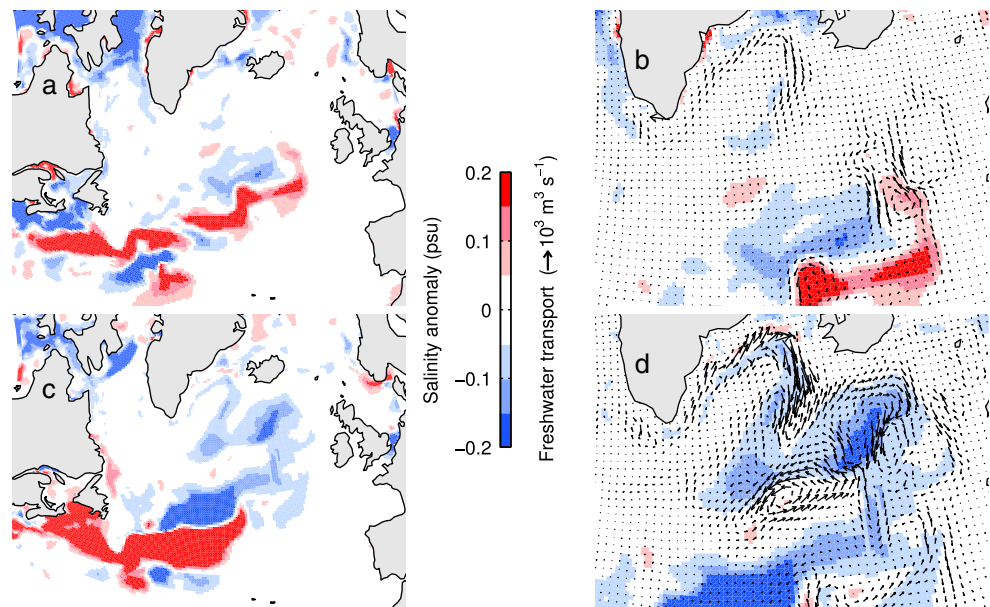 a
b
c
d
Salinity anomaly (psu)
0.2
0.1
0
−0.1
−0.2
Freshwater transport (→10³ m³ s⁻¹)